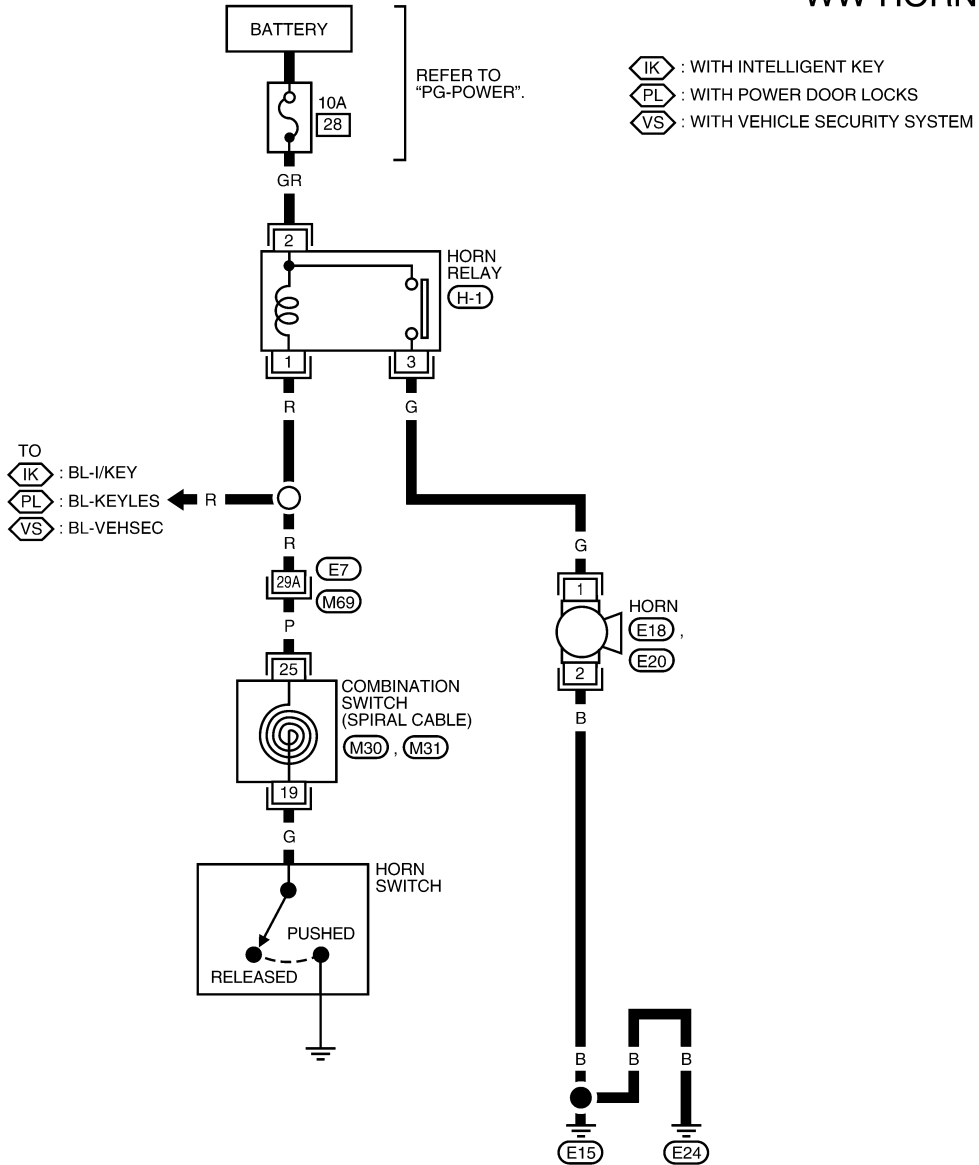 WW-HORN
BATTERY
REFER TO
"PG-POWER".
10A
28
IK : WITH INTELLIGENT KEY
PL : WITH POWER DOOR LOCKS
VS : WITH VEHICLE SECURITY SYSTEM
GR
2
HORN
RELAY
H-1
1
3
R
G
TO
IK : BL-I/KEY
PL : BL-KEYLES
VS : BL-VEHSEC
R
R
G
29A
E7
M69
1
HORN
E18 ,
E20
2
P
25
COMBINATION
SWITCH
(SPIRAL CABLE)
M30 , M31
B
19
G
HORN
SWITCH
PUSHED
RELEASED
B
B
B
E15
E24